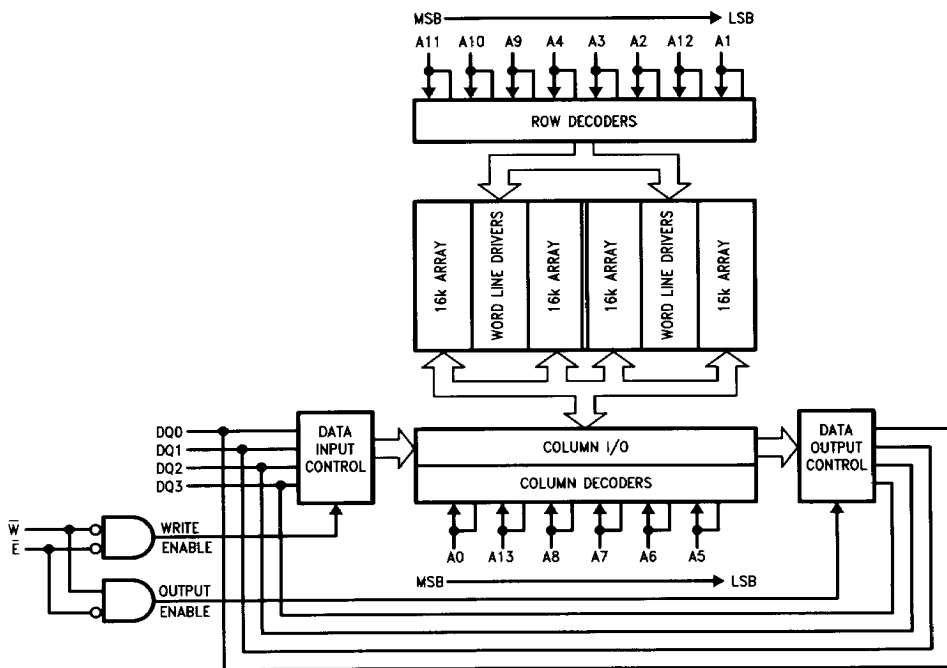 MSB LSB
A11 A10 A9 A4 A3 A2 A12 A1
ROW DECODERS
16k ARRAY
WORD LINE DRIVERS
16k ARRAY
16k ARRAY
WORD LINE DRIVERS
16k ARRAY
DQ0
DQ1
DQ2
DQ3
DATA
INPUT
CONTROL
COLUMN I/O
COLUMN DECODERS
DATA
OUTPUT
CONTROL
W̅
E̅
WRITE
ENABLE
OUTPUT
ENABLE
A0 A13 A8 A7 A6 A5
MSB LSB